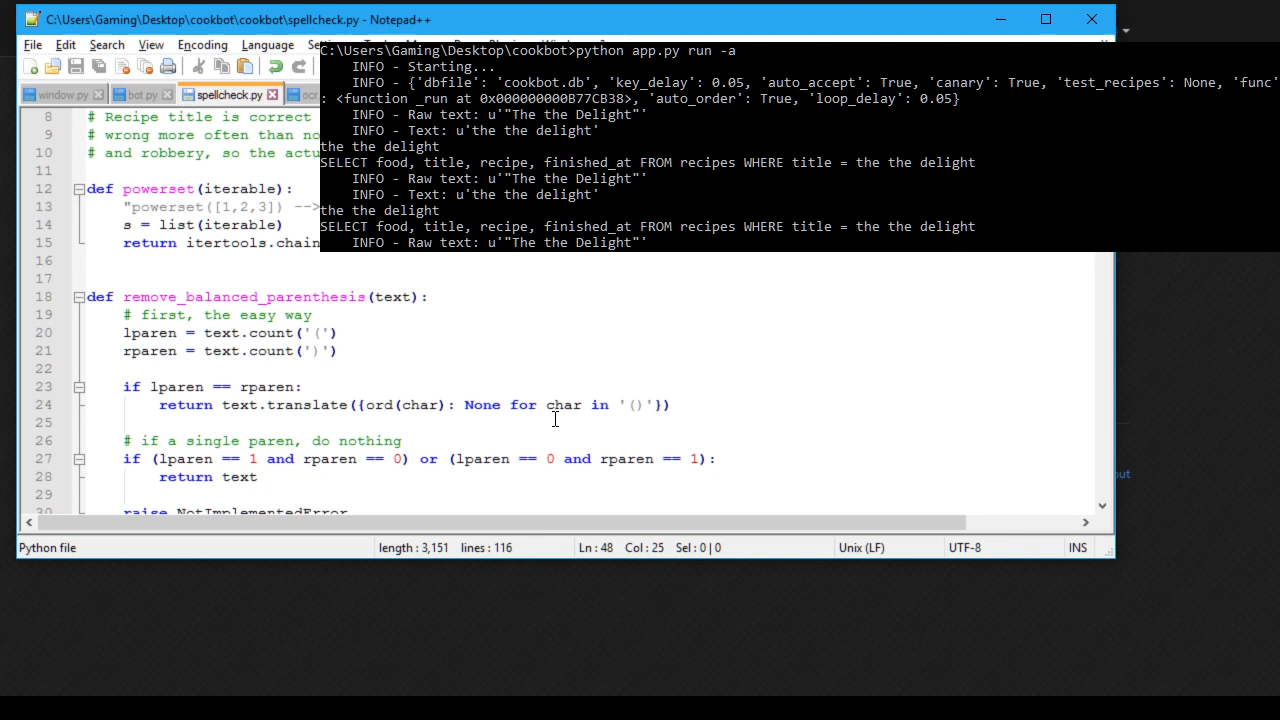 C:\Users\Gaming\Desktop\cookbot\cookbot\spellcheck.py - Notepad++
File Edit Search View Encoding Language
window.py bot.py spellcheck.py ocr
8 # Recipe title is correct
9 # wrong more often than no
10 # and robbery, so the actu
11
12 def powerset(iterable):
13 "powerset([1,2,3]) -->
14 s = list(iterable)
15 return itertools.chain
16
17
18 def remove_balanced_parenthesis(text):
19 # first, the easy way
20 lparen = text.count('(')
21 rparen = text.count(')')
22
23 if lparen == rparen:
24 return text.translate({ord(char): None for char in '()'})
25
26 # if a single paren, do nothing
27 if (lparen == 1 and rparen == 0) or (lparen == 0 and rparen == 1):
28 return text
29
30 raise NotImplementedError
Python file length : 3,151 lines : 116 Ln : 48 Col : 25 Sel : 0 | 0 Unix (LF) UTF-8 INS
C:\Users\Gaming\Desktop\cookbot>python app.py run -a
INFO - Starting...
INFO - {'dbfile': 'cookbot.db', 'key_delay': 0.05, 'auto_accept': True, 'canary': True, 'test_recipes': None, 'func'
: <function _run at 0x000000000B77CB38>, 'auto_order': True, 'loop_delay': 0.05}
INFO - Raw text: u'"The the Delight"'
INFO - Text: u'the the delight'
the the delight
SELECT food, title, recipe, finished_at FROM recipes WHERE title = the the delight
INFO - Raw text: u'"The the Delight"'
INFO - Text: u'the the delight'
the the delight
SELECT food, title, recipe, finished_at FROM recipes WHERE title = the the delight
INFO - Raw text: u'"The the Delight"'
out